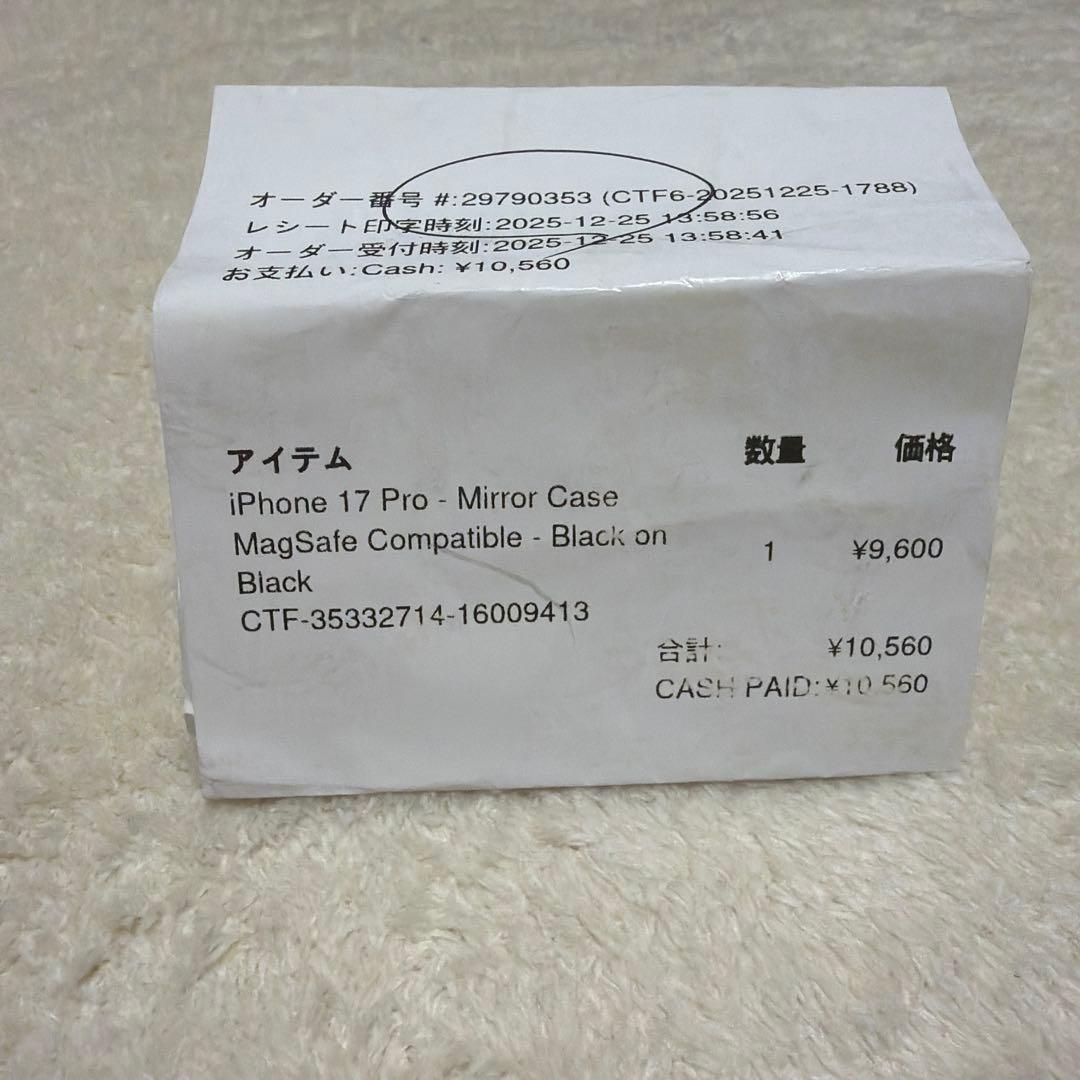 オーダー番号 #:29790353 (CTF6-20251225-1788)
レシート印字時刻:2025-12-25 13:58:56
オーダー受付時刻:2025-12-25 13:58:41
お支払い:Cash: ¥10,560
アイテム 数量 価格
iPhone 17 Pro - Mirror Case
MagSafe Compatible - Black on
Black
1 ¥9,600
CTF-35332714-16009413
合計: ¥10,560
CASH PAID:¥10,560